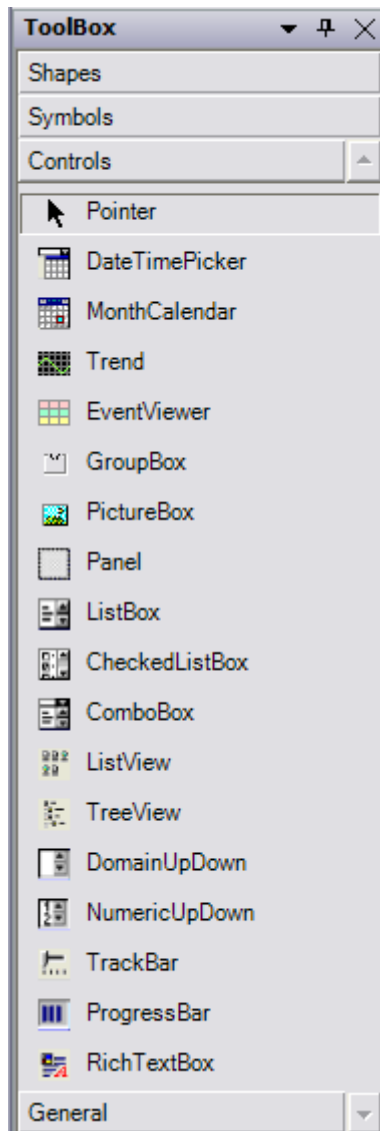 ToolBox
Shapes
Symbols
Controls
Pointer
DateTimePicker
MonthCalendar
Trend
EventViewer
GroupBox
PictureBox
Panel
ListBox
CheckedListBox
ComboBox
ListView
TreeView
DomainUpDown
NumericUpDown
TrackBar
ProgressBar
RichTextBox
General